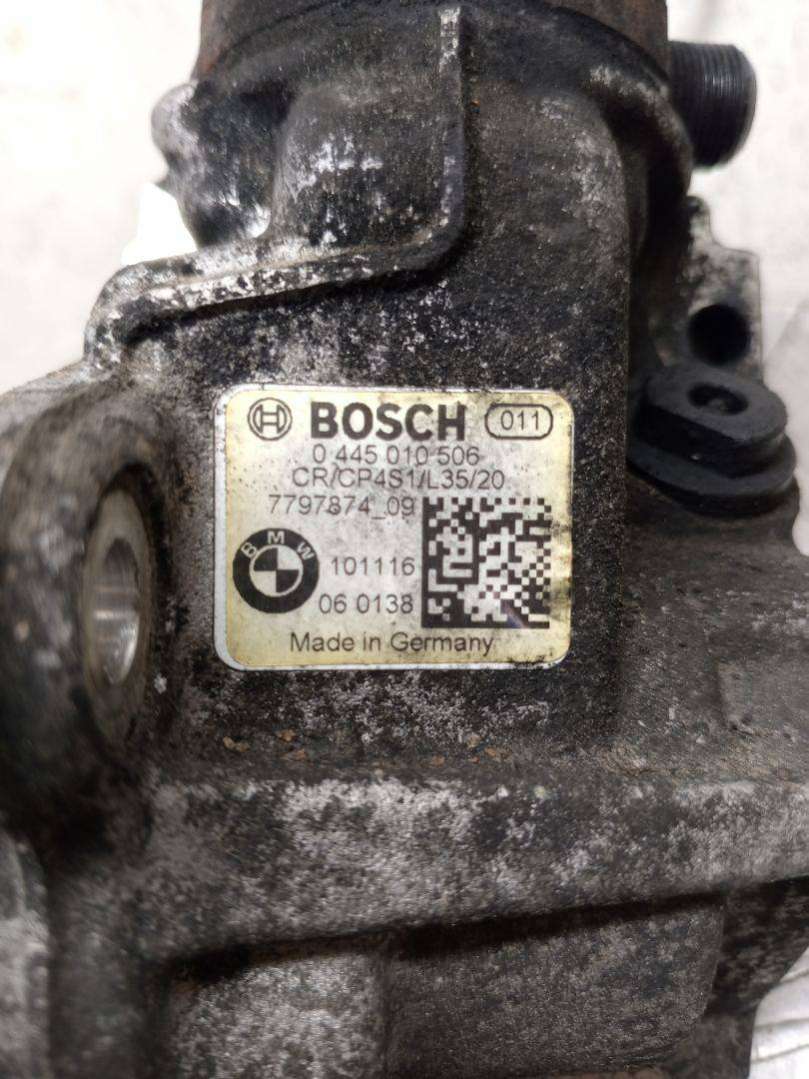 BOSCH 011
0 445 010 506
CR/CP4S1/L35/20
7797874_09
BMW
101116
06 0138
Made in Germany